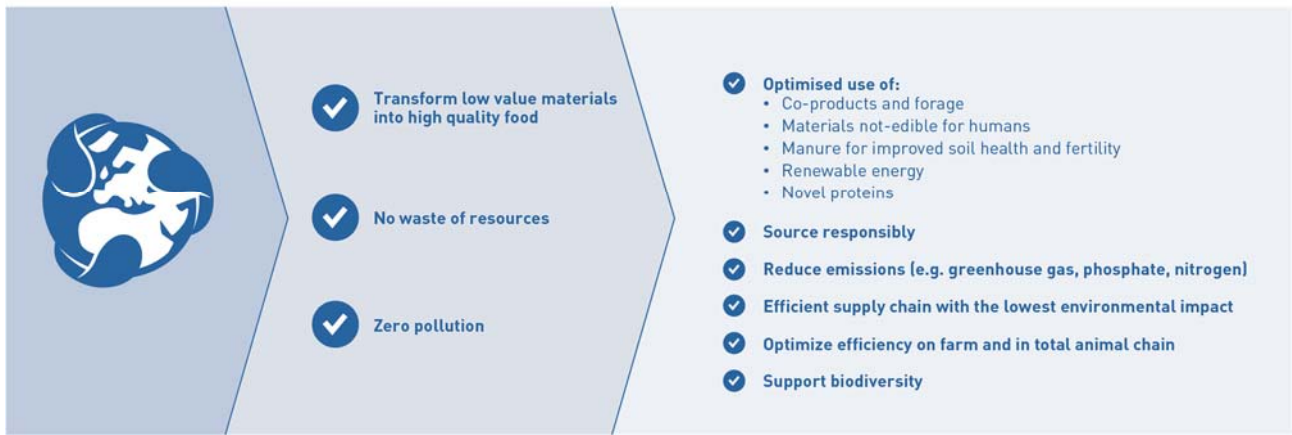 Transform low value materials
into high quality food
No waste of resources
Zero pollution
Optimised use of:
• Co-products and forage
• Materials not-edible for humans
• Manure for improved soil health and fertility
• Renewable energy
• Novel proteins
Source responsibly
Reduce emissions (e.g. greenhouse gas, phosphate, nitrogen)
Efficient supply chain with the lowest environmental impact
Optimize efficiency on farm and in total animal chain
Support biodiversity